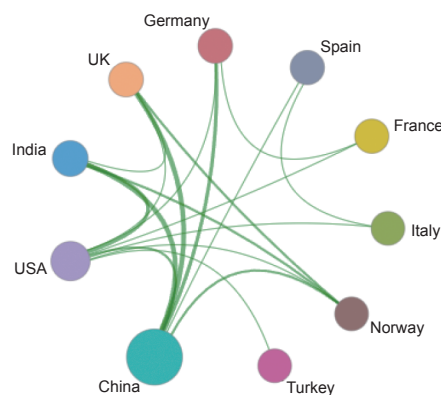 Germany
Spain
UK
France
India
Italy
USA
Norway
China
Turkey